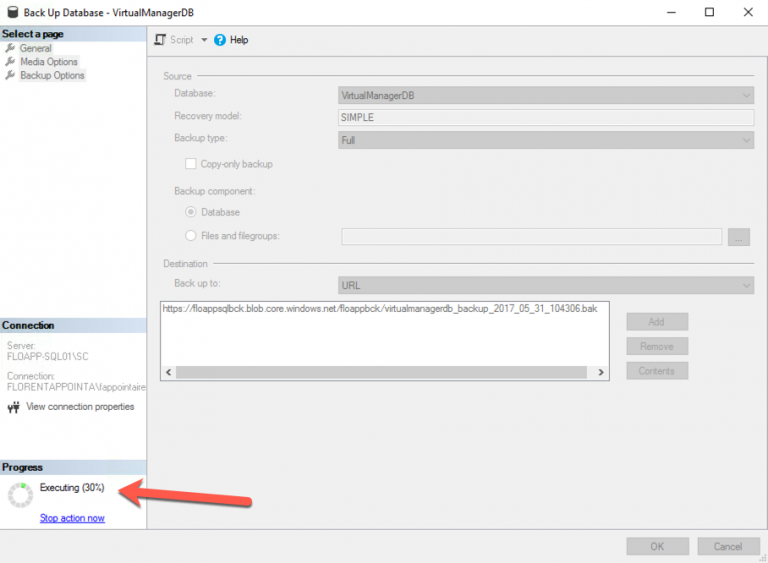 Back Up Database - VirtualManagerDB
Select a page
General
Media Options
Backup Options
Script
Help
Source
Database:
VirtualManagerDB
Recovery model:
SIMPLE
Backup type:
Full
Copy-only backup
Backup component:
Database
Files and filegroups:
...
Destination
Back up to:
URL
https://floappsqlbck.blob.core.windows.net/floappbck/virtualmanagerdb_backup_2017_05_31_104306.bak
Add
Remove
Contents
Connection
Server:
FLOAPP-SQL01\SC
Connection:
FLORENTAPPOINTA\lappointaire
View connection properties
Progress
Executing (30%)
Stop action now
OK
Cancel